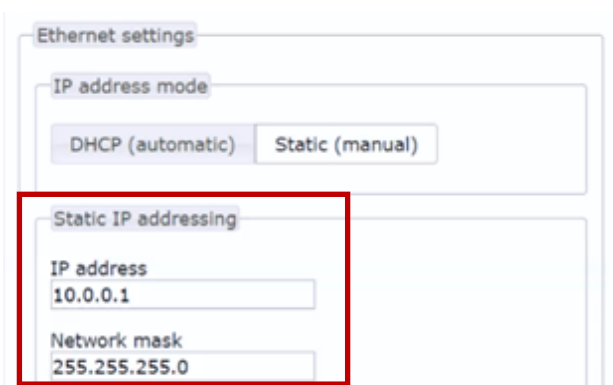 Ethernet settings
IP address mode
DHCP (automatic) Static (manual)
Static IP addressing
IP address
10.0.0.1
Network mask
255.255.255.0